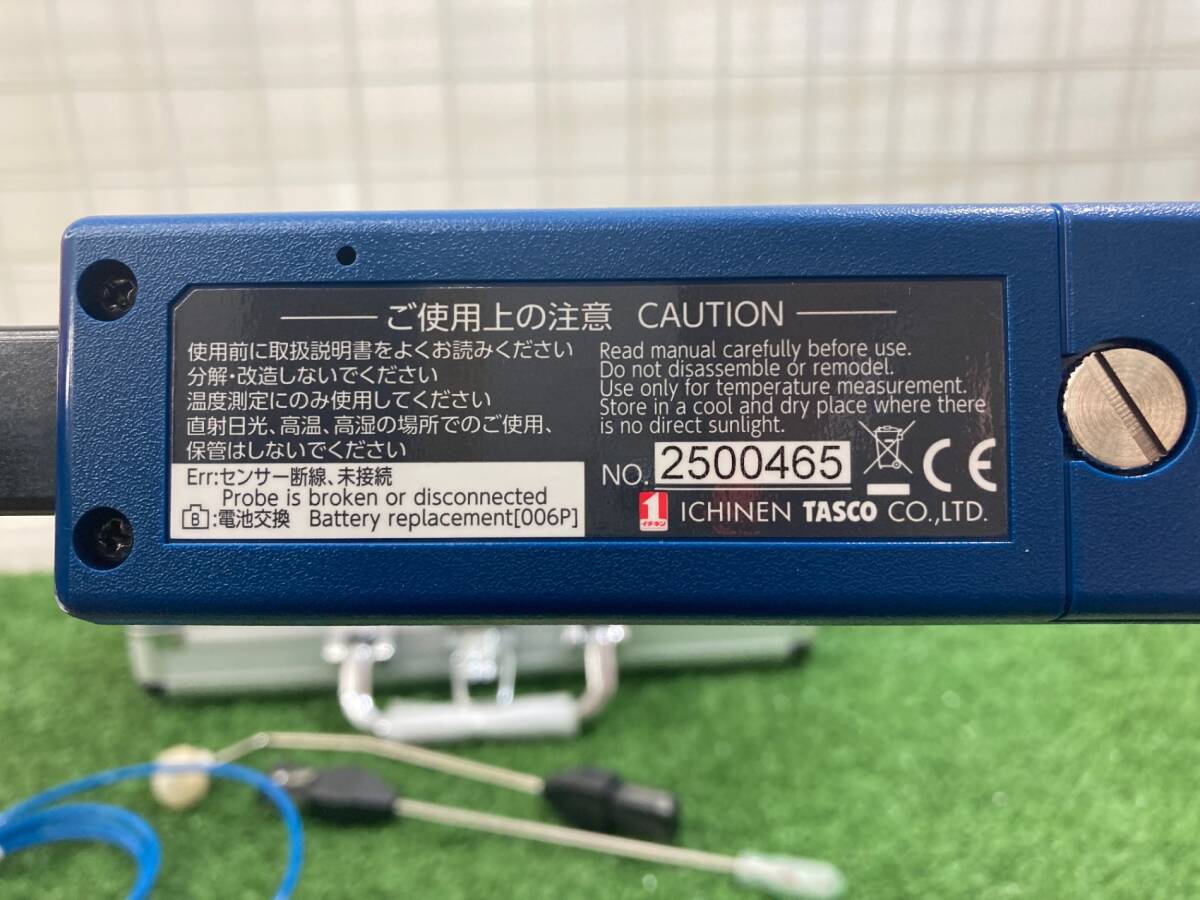 ご使用上の注意 CAUTION
使用前に取扱説明書をよくお読みください
分解・改造しないでください
温度測定にのみ使用してください
直射日光、高温、高湿の場所でのご使用、
保管はしないでください
Err:センサー断線、未接続
Probe is broken or disconnected
B:電池交換 Battery replacement[006P]
Read manual carefully before use.
Do not disassemble or remodel.
Use only for temperature measurement.
Store in a cool and dry place where there
is no direct sunlight.
NO. 2500465
CE
1 イチネン ICHINEN TASCO CO.,LTD.